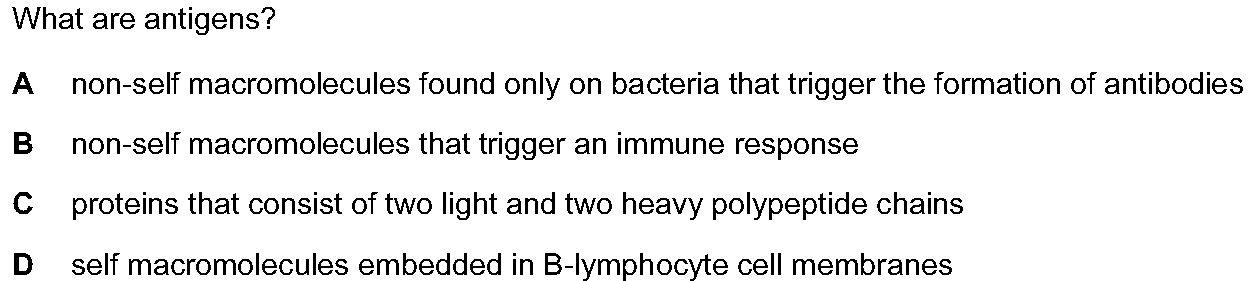 What are antigens?
A non-self macromolecules found only on bacteria that trigger the formation of antibodies
B non-self macromolecules that trigger an immune response
C proteins that consist of two light and two heavy polypeptide chains
D self macromolecules embedded in B-lymphocyte cell membranes